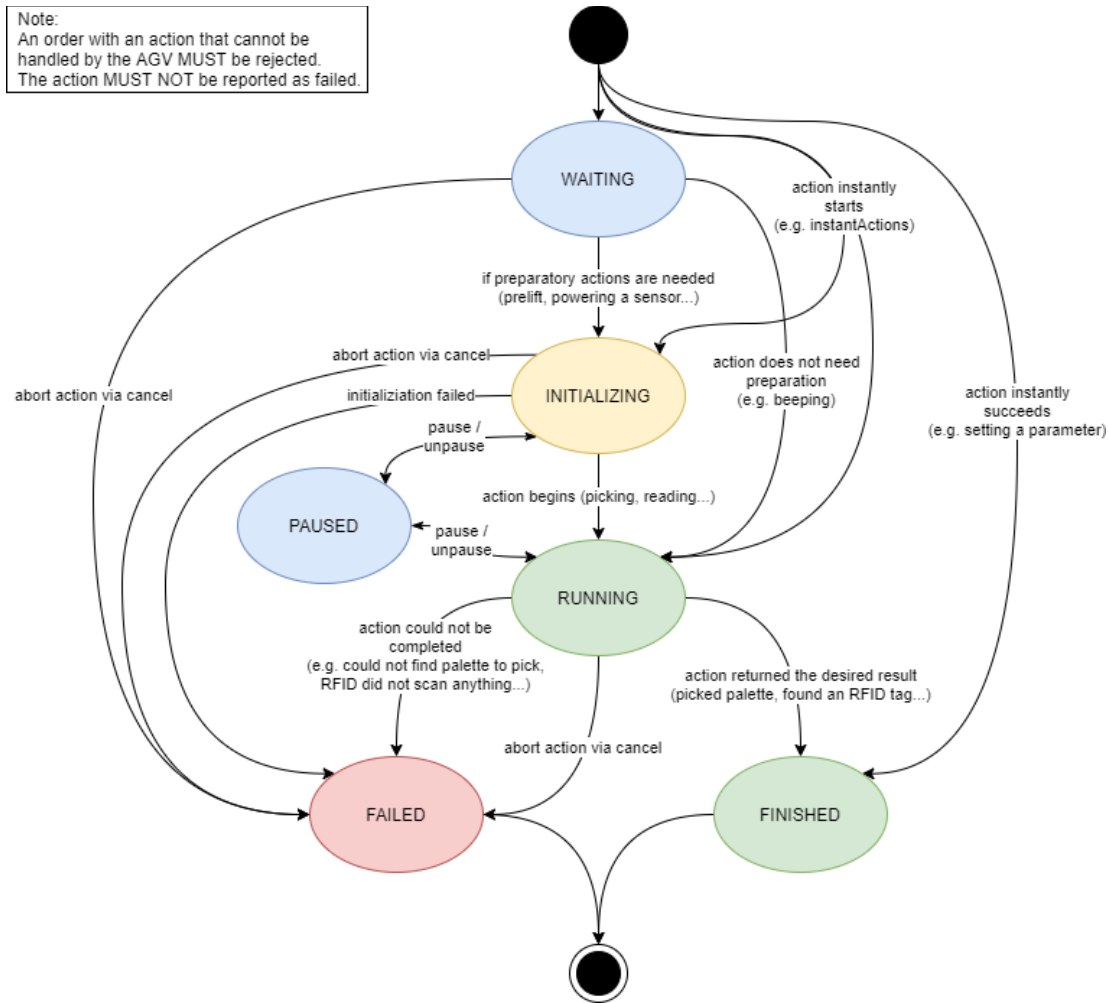 Note:
An order with an action that cannot be
handled by the AGV MUST be rejected.
The action MUST NOT be reported as failed.
WAITING
action instantly
starts
(e.g. instantActions)
if preparatory actions are needed
(prelift, powering a sensor...)
abort action via cancel
abort action via cancel
initializiation failed
INITIALIZING
action does not need
preparation
(e.g. beeping)
action instantly
succeeds
(e.g. setting a parameter)
pause /
unpause
action begins (picking, reading...)
PAUSED
pause /
unpause
RUNNING
action could not be
completed
(e.g. could not find palette to pick,
RFID did not scan anything...)
action returned the desired result
(picked palette, found an RFID tag...)
abort action via cancel
FAILED
FINISHED